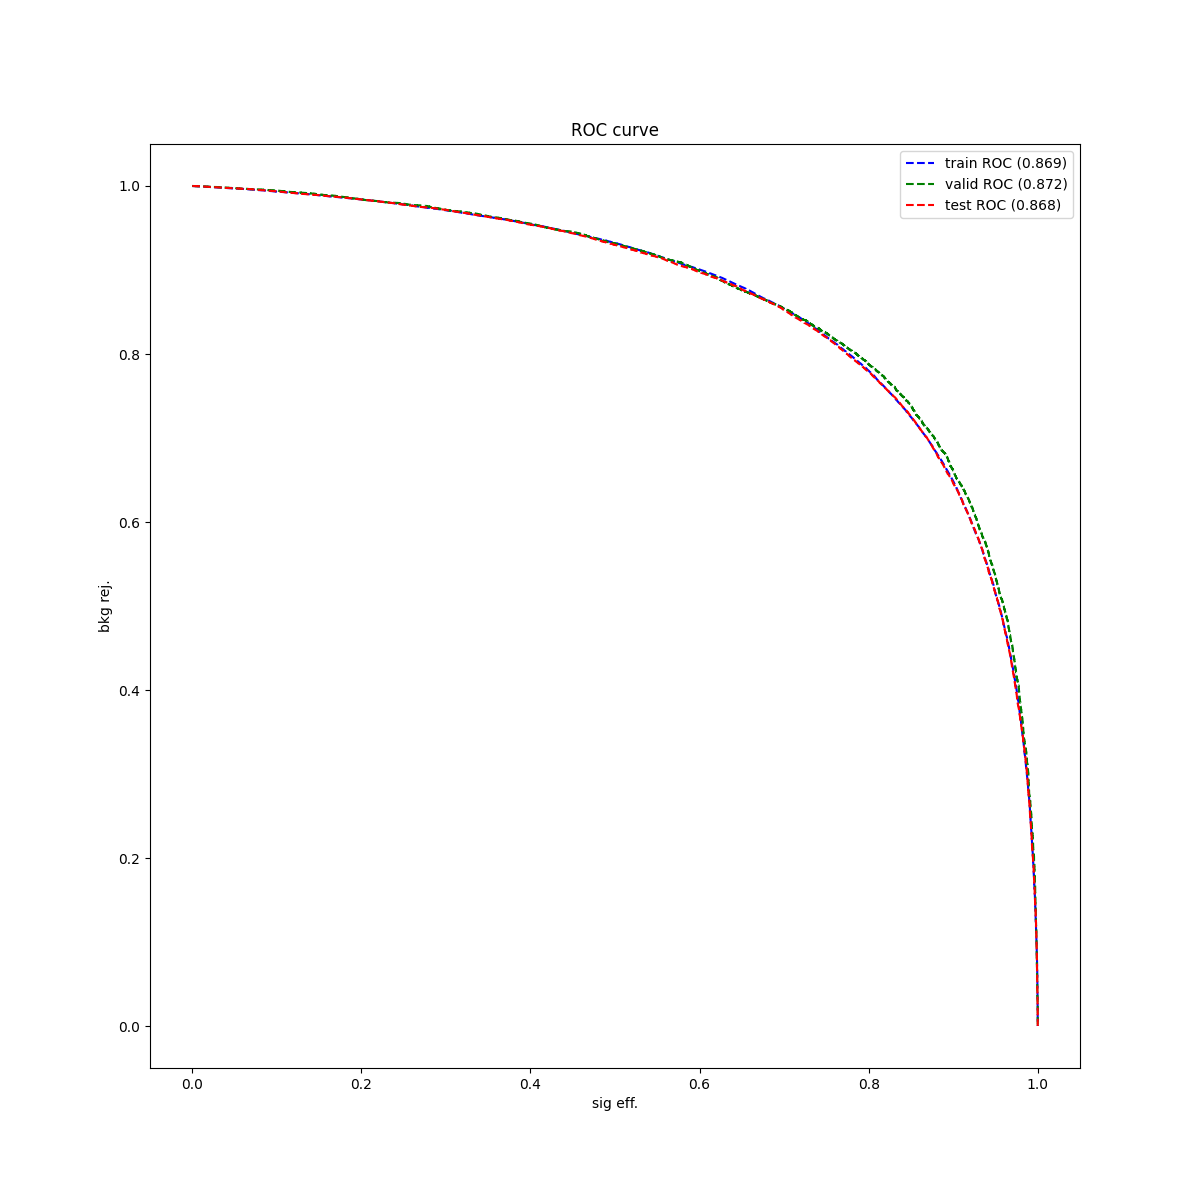 ROC curve
train ROC (0.869)
valid ROC (0.872)
test ROC (0.868)
1.0
0.8
0.6
0.4
0.2
0.0
bkg rej.
0.0 0.2 0.4 0.6 0.8 1.0
sig eff.